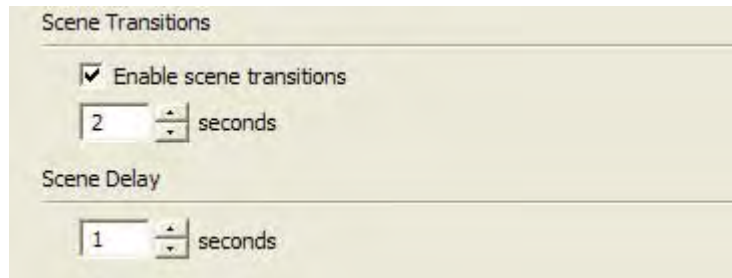 Scene Transitions
Enable scene transitions
2 seconds
Scene Delay
1 seconds